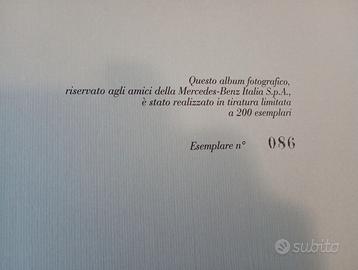 Questo album fotografico,
riservato agli amici della Mercedes-Benz Italia S.p.A.,
è stato realizzato in tiratura limitata
a 200 esemplari
Esemplare n° 086
subito